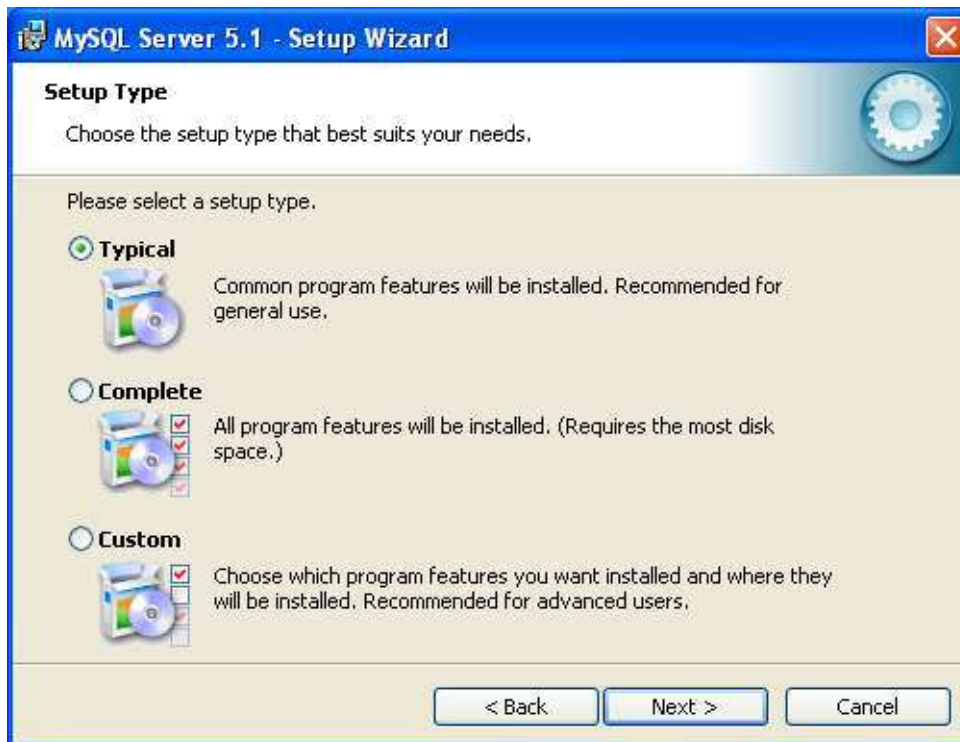 MySQL Server 5.1 - Setup Wizard
Setup Type
Choose the setup type that best suits your needs.
Please select a setup type.
Typical
Common program features will be installed. Recommended for
general use.
Complete
All program features will be installed. (Requires the most disk
space.)
Custom
Choose which program features you want installed and where they
will be installed. Recommended for advanced users.
< Back
Next >
Cancel